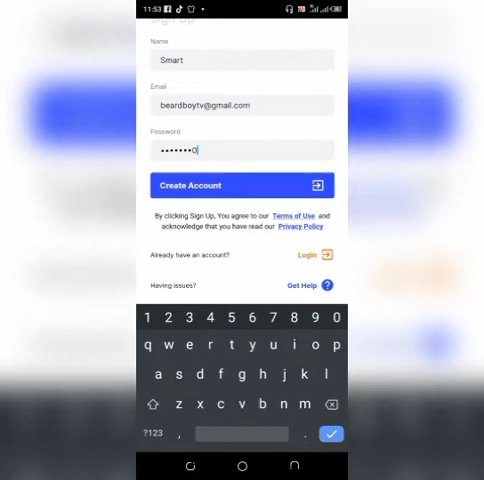 11:53
Sign Up
Name
Smart
Email
beardboytv@gmail.com
Password
•••••••0
Create Account
By clicking Sign Up, You agree to our Terms of Use and
acknowledge that you have read our Privacy Policy
Already have an account? Login
Having issues? Get Help ?
1 2 3 4 5 6 7 8 9 0
q w e r t y u i o p
a s d f g h j k l
z x c v b n m
?123 , .